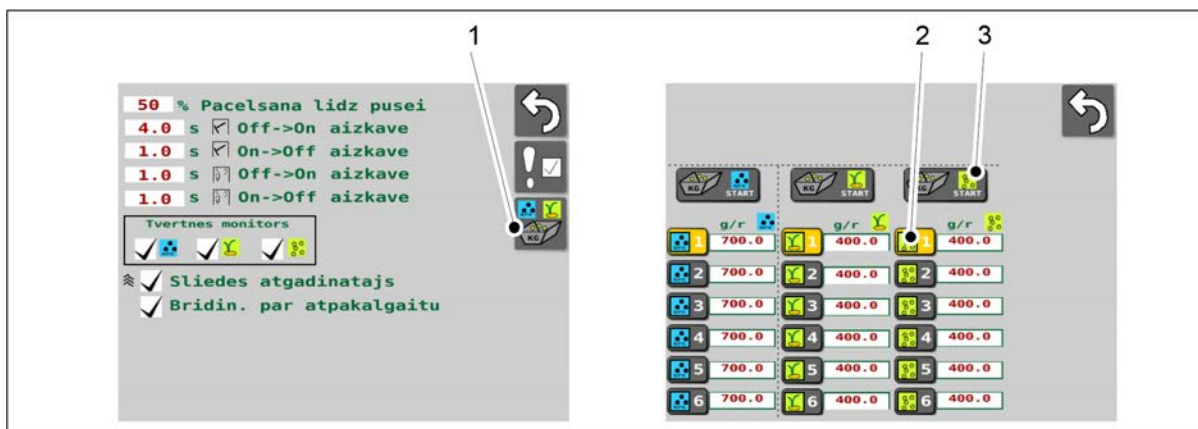 1
2 3
50 % Pacelsana lidz pusei
4.0 s Off->On aizkave
1.0 s On->Off aizkave
1.0 s Off->On aizkave
1.0 s On->Off aizkave
Tvertnes monitors
KG
Sliedes atgadinatajs
Bridin. par atpakalgaitu
KG START KG START KG START
g/r g/r g/r
1 700.0 1 400.0 1 400.0
2 700.0 2 400.0 2 400.0
3 700.0 3 400.0 3 400.0
4 700.0 4 400.0 4 400.0
5 700.0 5 400.0 5 400.0
6 700.0 6 400.0 6 400.0